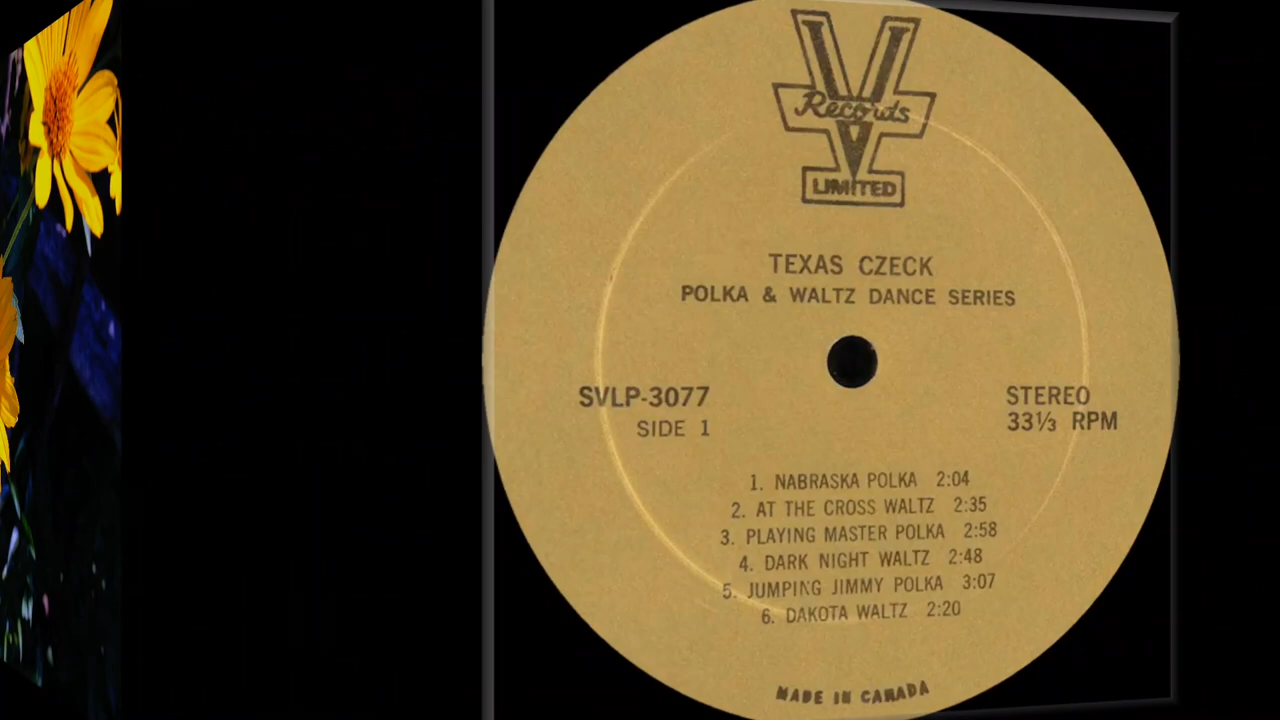 V
Records
LIMITED
TEXAS CZECK
POLKA & WALTZ DANCE SERIES
SVLP-3077
SIDE 1
STEREO
33⅓ RPM
1. NABRASKA POLKA 2:04
2. AT THE CROSS WALTZ 2:35
3. PLAYING MASTER POLKA 2:58
4. DARK NIGHT WALTZ 2:48
5. JUMPING JIMMY POLKA 3:07
6. DAKOTA WALTZ 2:20
MADE IN CANADA